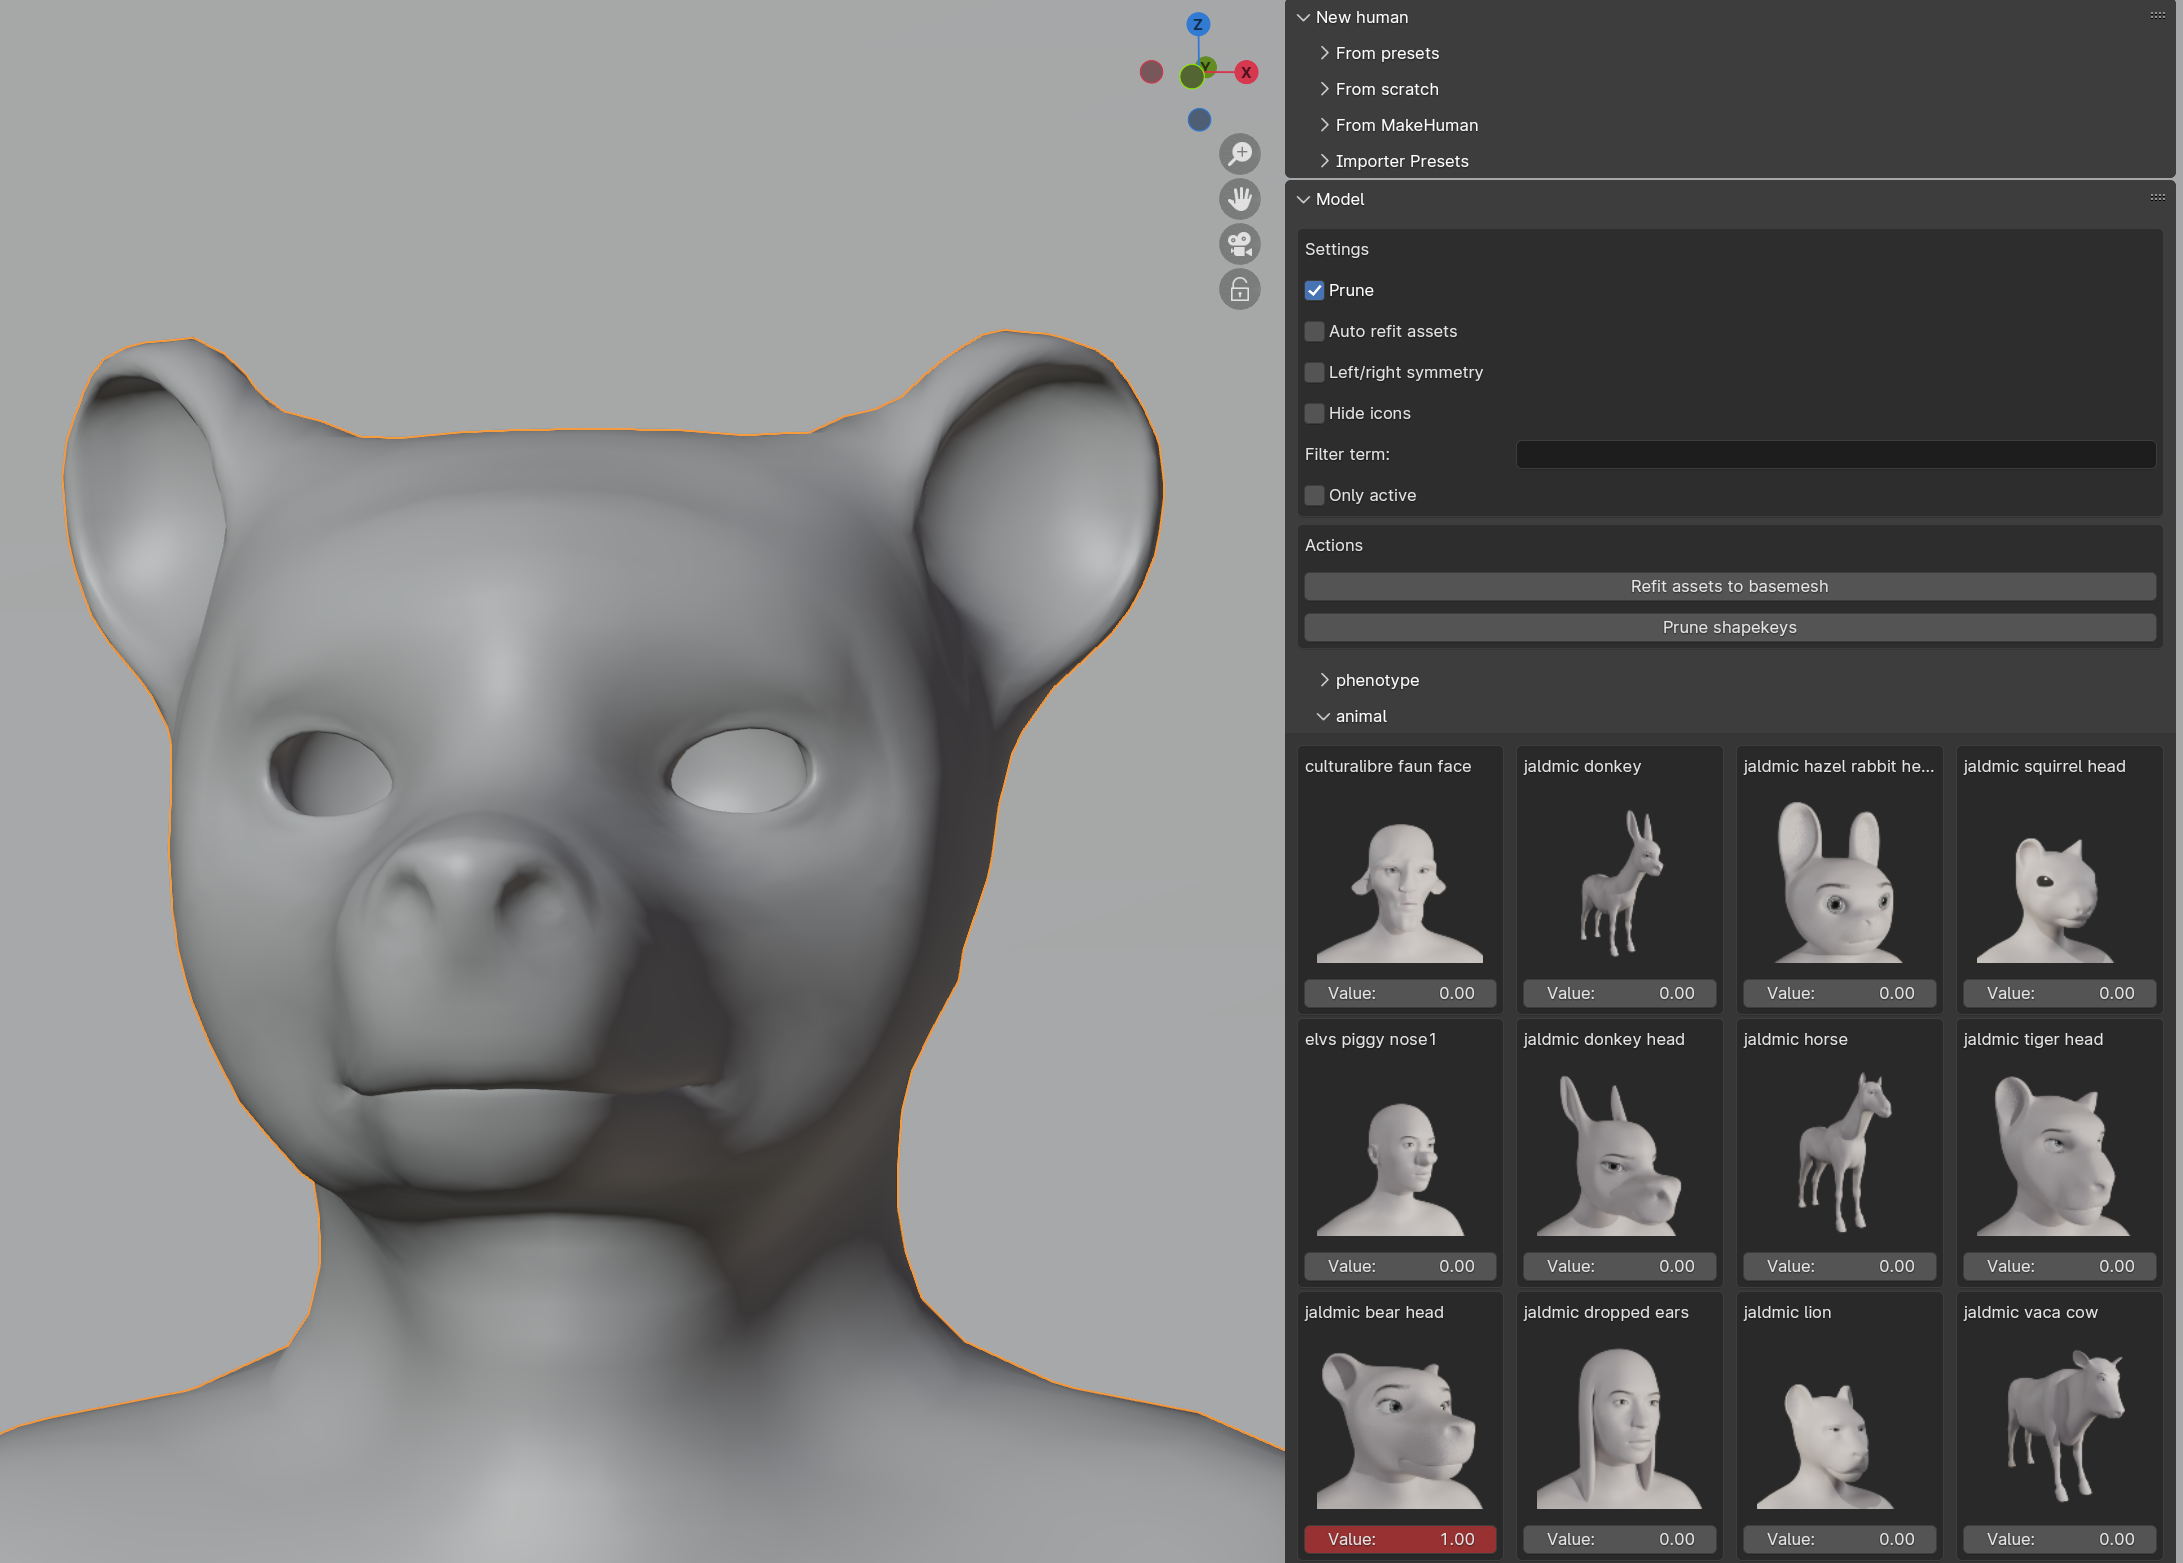 Z
Y
X
New human
From presets
From scratch
From MakeHuman
Importer Presets
Model
Settings
Prune
Auto refit assets
Left/right symmetry
Hide icons
Filter term:
Only active
Actions
Refit assets to basemesh
Prune shapekeys
phenotype
animal
culturalibre faun face
jaldmic donkey
jaldmic hazel rabbit he...
jaldmic squirrel head
Value: 0.00
Value: 0.00
Value: 0.00
Value: 0.00
elvs piggy nose1
jaldmic donkey head
jaldmic horse
jaldmic tiger head
Value: 0.00
Value: 0.00
Value: 0.00
Value: 0.00
jaldmic bear head
jaldmic dropped ears
jaldmic lion
jaldmic vaca cow
Value: 1.00
Value: 0.00
Value: 0.00
Value: 0.00